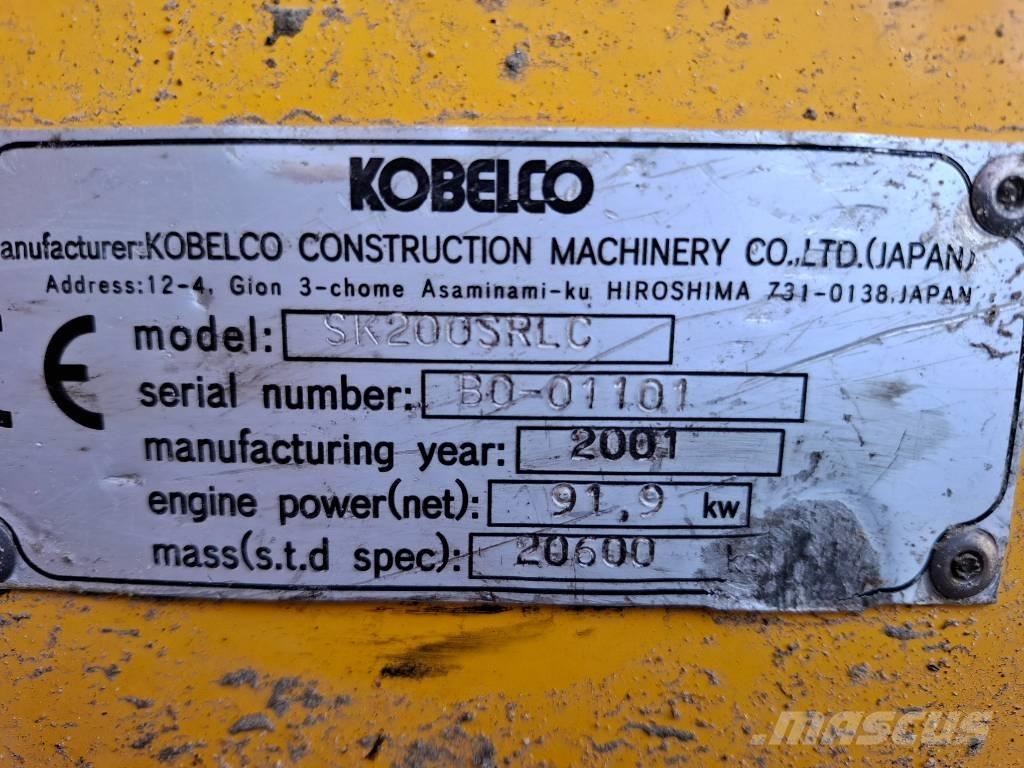 KOBELCO
anufacturer:KOBELCO CONSTRUCTION MACHINERY CO.,LTD.(JAPAN)
Address:12-4, Gion 3-chome Asaminami-ku HIROSHIMA 731-0138,JAPAN
CE
model: SK200SRLC
serial number: B0-01101
manufacturing year: 2001
engine power(net): 91,9 kw
mass(s.t.d spec): 20600
mascus